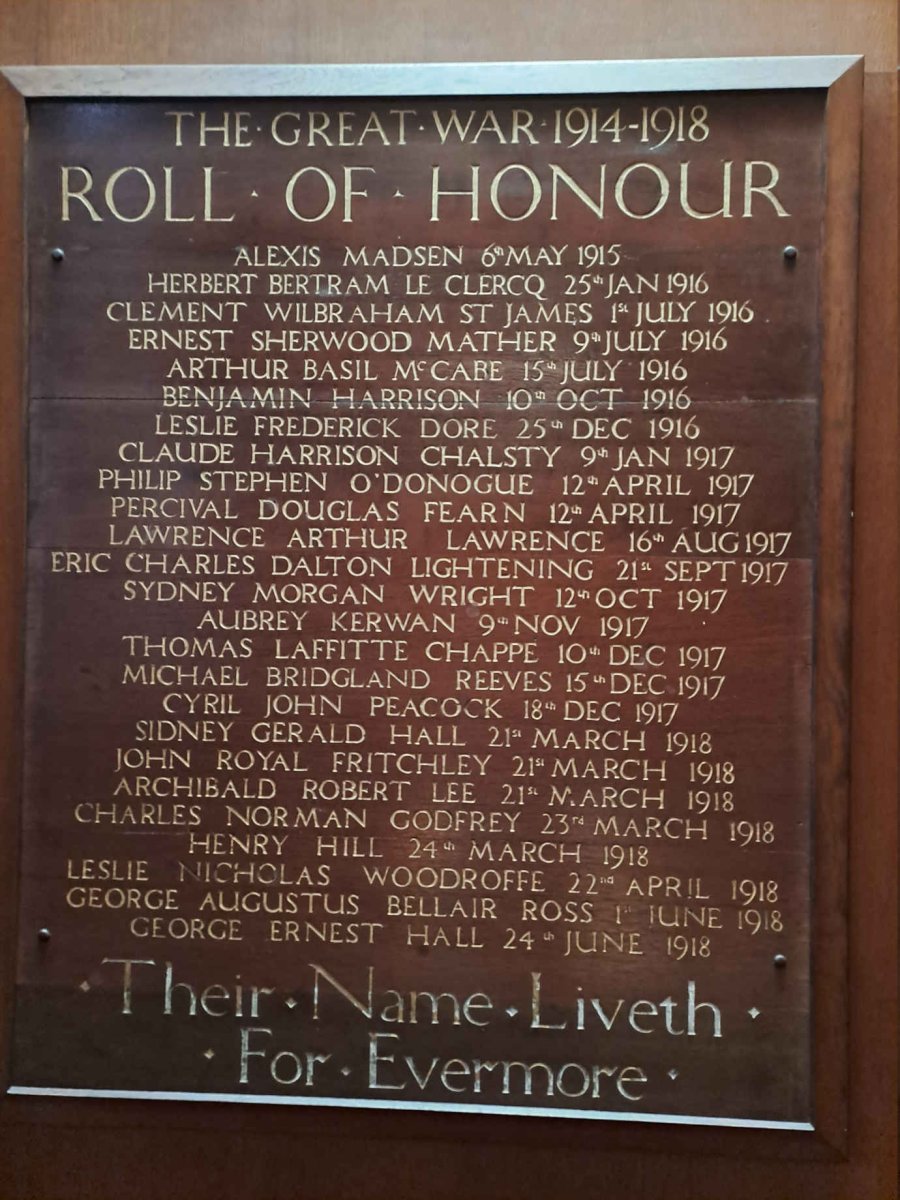 THE·GREAT·WAR·1914-1918
ROLL·OF·HONOUR
ALEXIS MADSEN 6th MAY 1915
HERBERT BERTRAM LE CLERCQ 25th JAN 1916
CLEMENT WILBRAHAM ST JAMES 1st JULY 1916
ERNEST SHERWOOD MATHER 9th JULY 1916
ARTHUR BASIL McCABE 15th JULY 1916
BENJAMIN HARRISON 10th OCT 1916
LESLIE FREDERICK DORE 25th DEC 1916
CLAUDE HARRISON CHALSTY 9th JAN 1917
PHILIP STEPHEN O'DONOGUE 12th APRIL 1917
PERCIVAL DOUGLAS FEARN 12th APRIL 1917
LAWRENCE ARTHUR LAWRENCE 16th AUG 1917
ERIC CHARLES DALTON LIGHTENING 21st SEPT 1917
SYDNEY MORGAN WRIGHT 12th OCT 1917
AUBREY KERWAN 9th NOV 1917
THOMAS LAFFITTE CHAPPE 10th DEC 1917
MICHAEL BRIDGLAND REEVES 15th DEC 1917
CYRIL JOHN PEACOCK 18th DEC 1917
SIDNEY GERALD HALL 21st MARCH 1918
JOHN ROYAL FRITCHLEY 21st MARCH 1918
ARCHIBALD ROBERT LEE 21st MARCH 1918
CHARLES NORMAN GODFREY 23rd MARCH 1918
HENRY HILL 24th MARCH 1918
LESLIE NICHOLAS WOODROFFE 22nd APRIL 1918
GEORGE AUGUSTUS BELLAIR ROSS 1st JUNE 1918
GEORGE ERNEST HALL 24th JUNE 1918
·Their·Name·Liveth·
·For·Evermore·